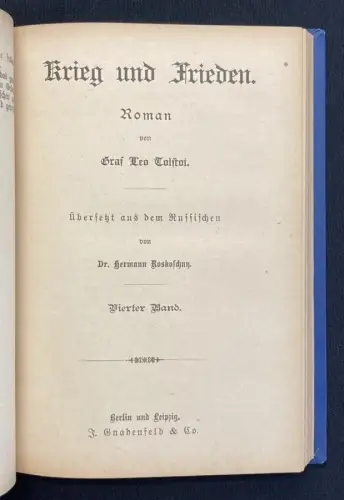 Krieg und Frieden.
Roman
von
Graf Leo Tolstoi.
Übersetzt aus dem Russischen
von
Dr. Hermann Roskoschny.
Vierter Band.
Berlin und Leipzig.
J. Gnadenfeld & Co.